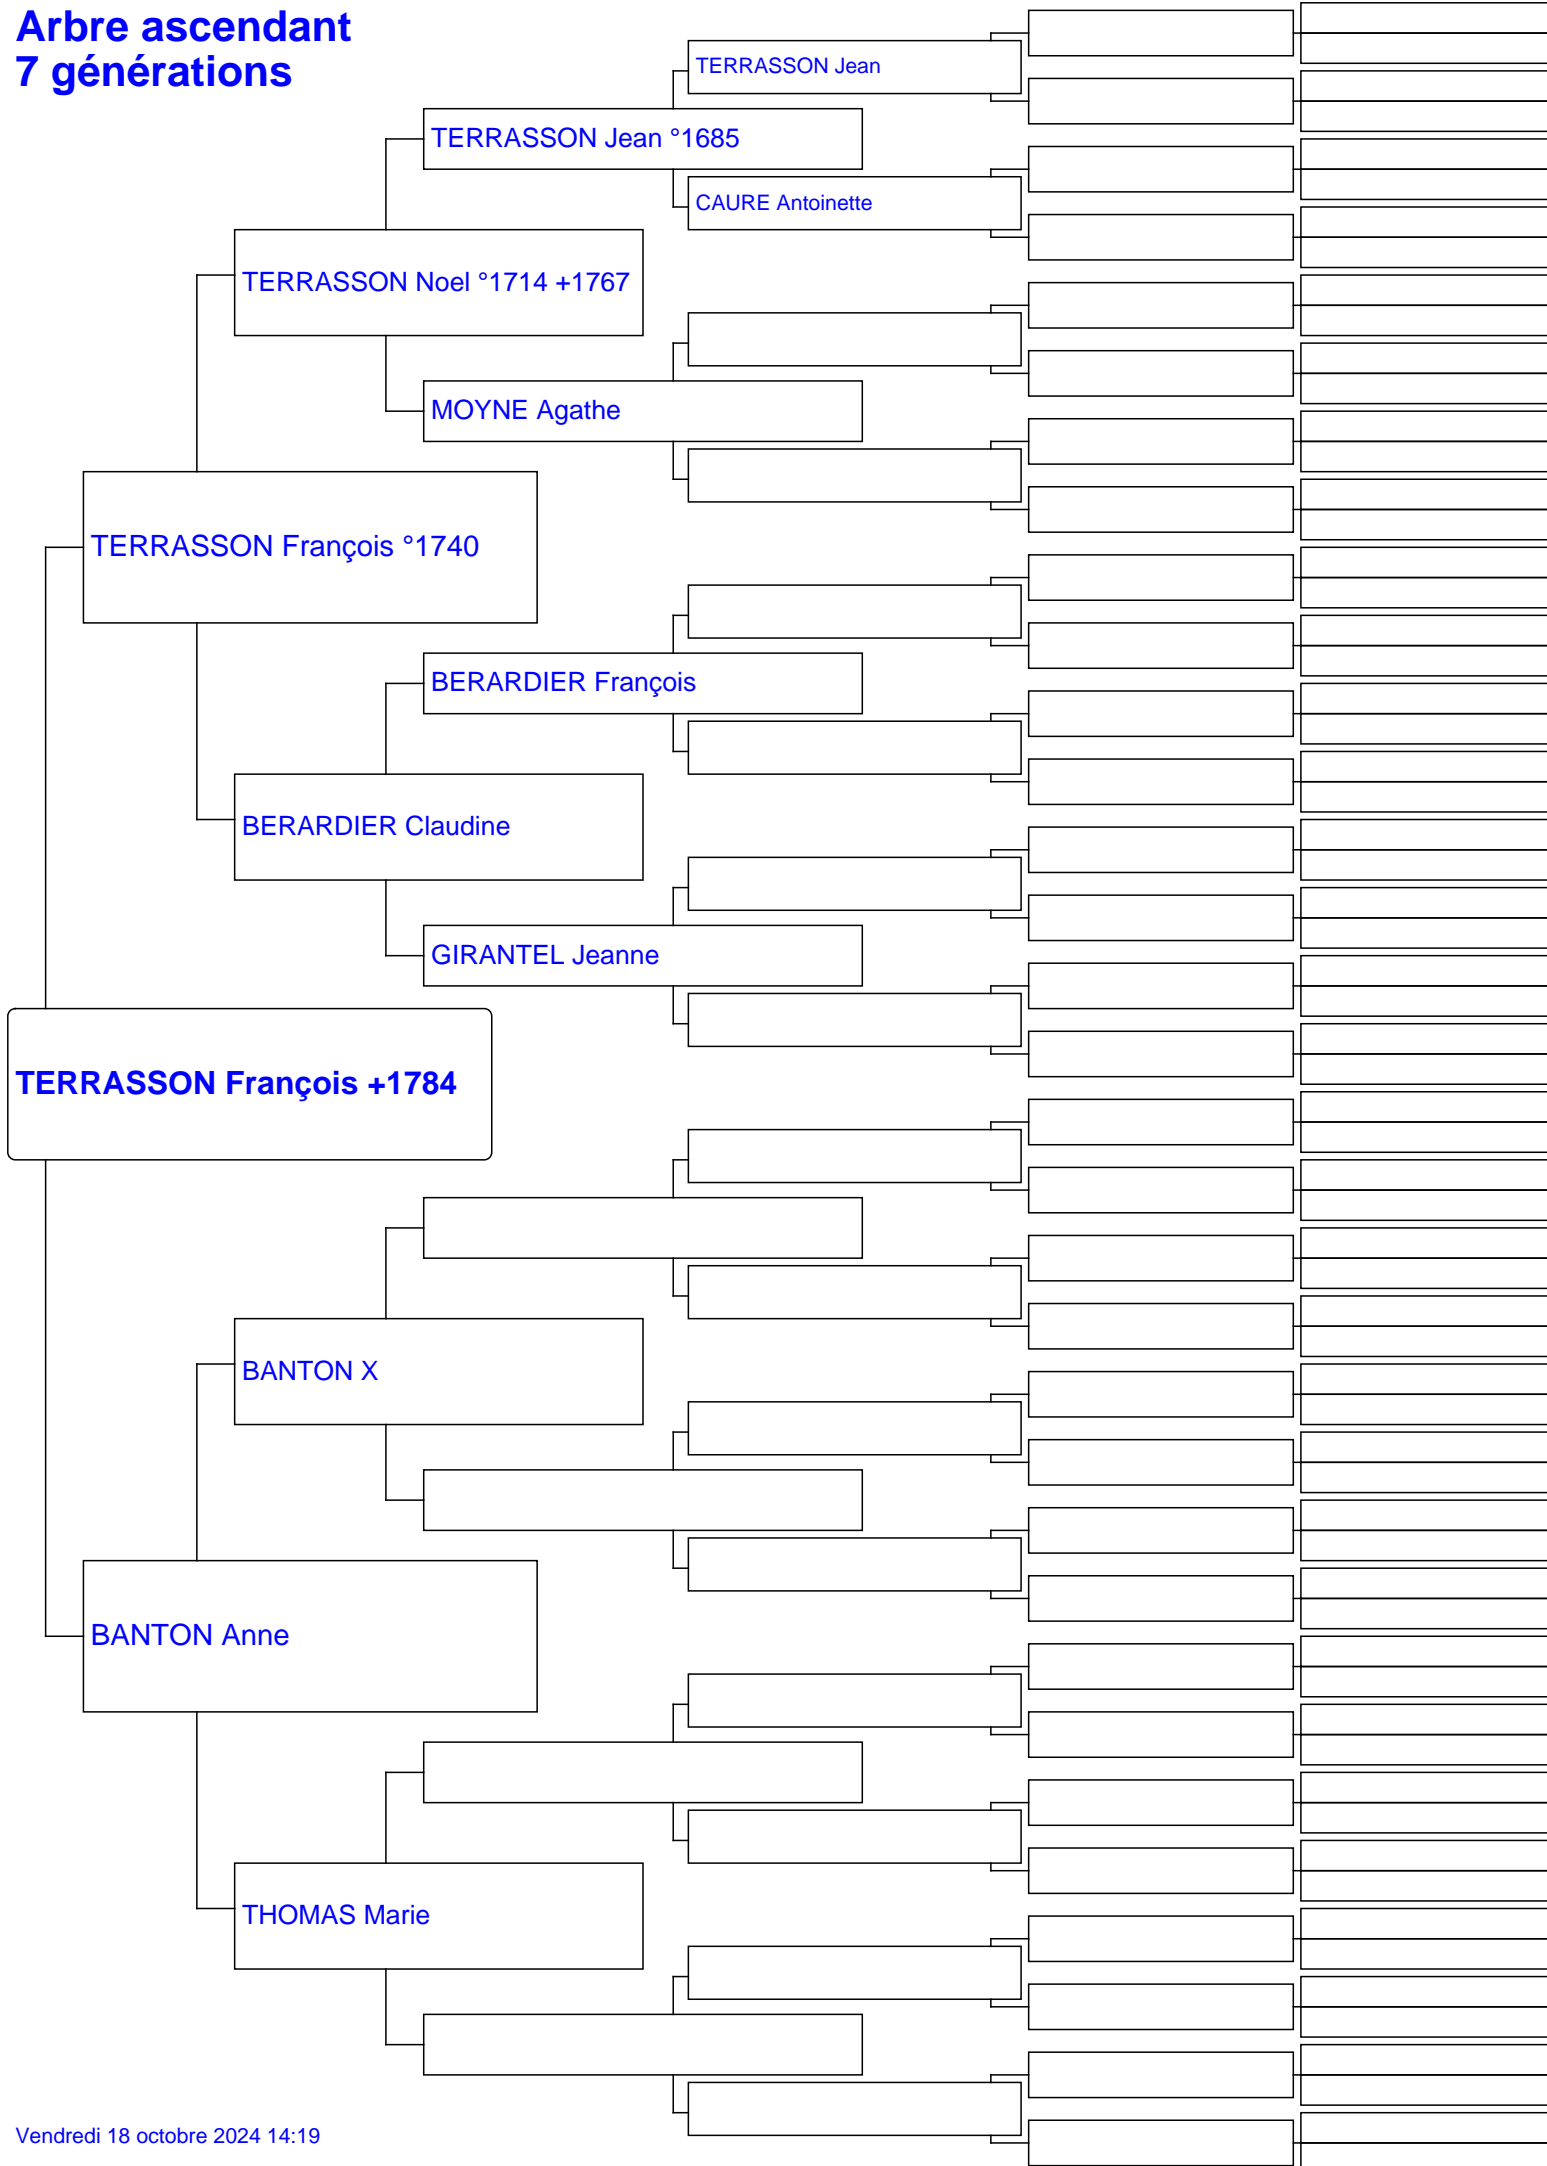 Arbre ascendant
7 générations
TERRASSON Jean
TERRASSON Jean °1685
CAURE Antoinette
TERRASSON Noel °1714 +1767
MOYNE Agathe
TERRASSON François °1740
BERARDIER François
BERARDIER Claudine
GIRANTEL Jeanne
TERRASSON François +1784
BANTON X
BANTON Anne
THOMAS Marie
Vendredi 18 octobre 2024 14:19